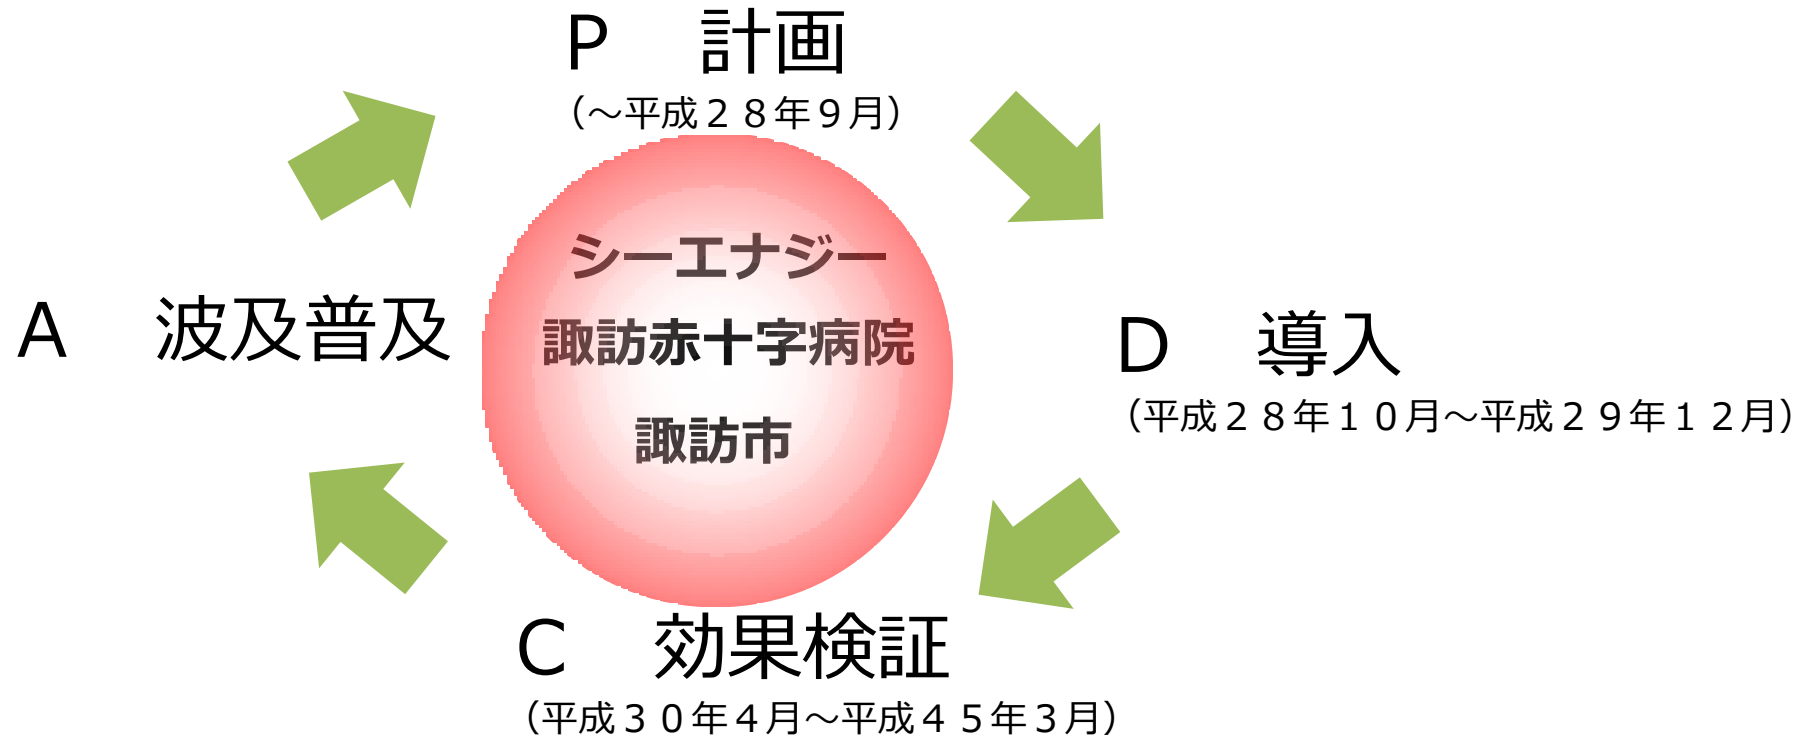 P　計画
（～平成２８年９月）
シーエナジー
諏訪赤十字病院
諏訪市
A　波及普及
D　導入
（平成２８年１０月～平成２９年１２月）
C　効果検証
（平成３０年４月～平成４５年３月）